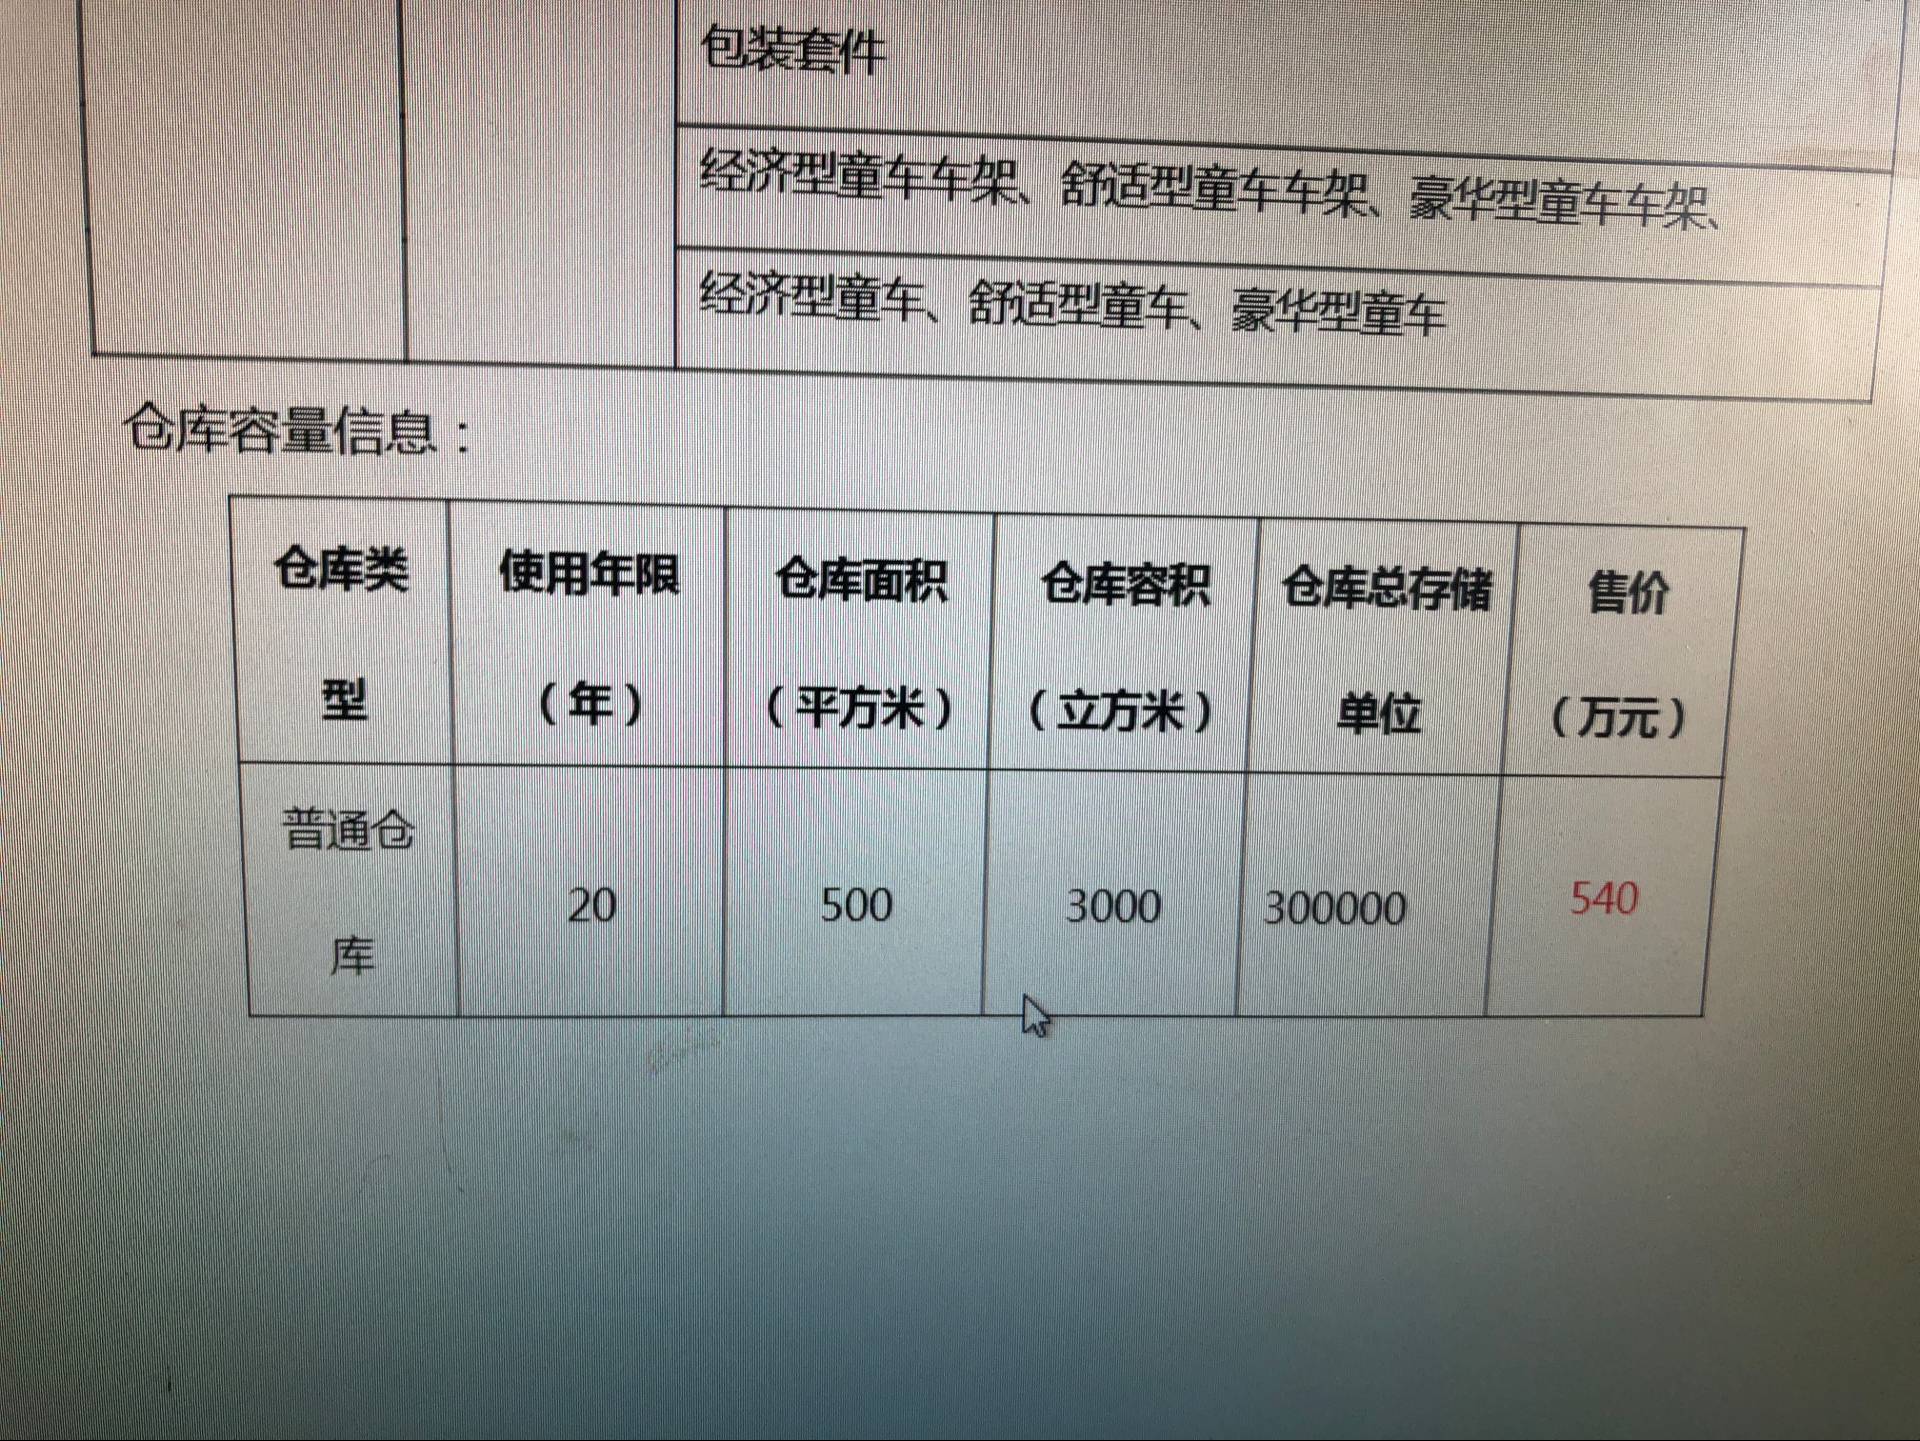 包装套件
经济型童车车架、舒适型童车车架、豪华型童车车架、
经济型童车、舒适型童车、豪华型童车
仓库容量信息：
仓库类型 使用年限（年） 仓库面积（平方米） 仓库容积（立方米） 仓库总存储单位 售价（万元）
普通仓库 20 500 3000 300000 540